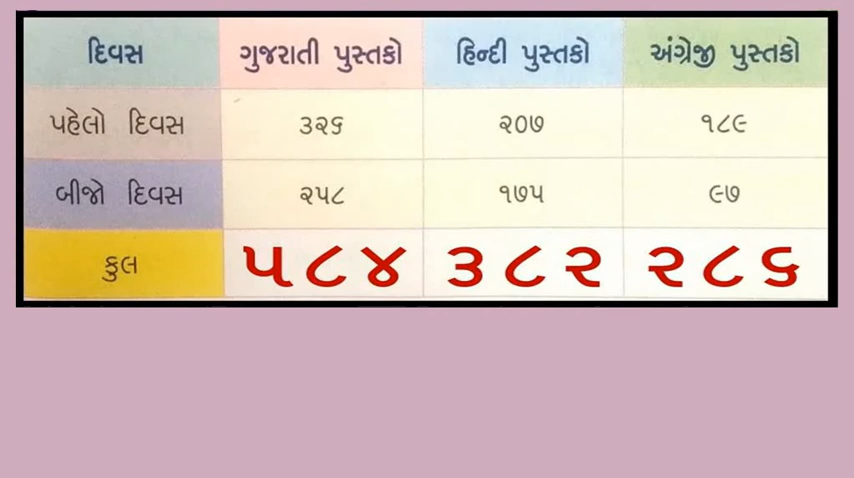 દિવસ ગુજરાતી પુસ્તકો હિન્દી પુસ્તકો અંગ્રેજી પુસ્તકો
પહેલો દિવસ ૩૨૬ ૨૦૭ ૧૮૯
બીજો દિવસ ૨૫૮ ૧૭૫ ૯૭
કુલ ૫૮૪ ૩૮૨ ૨૮૬